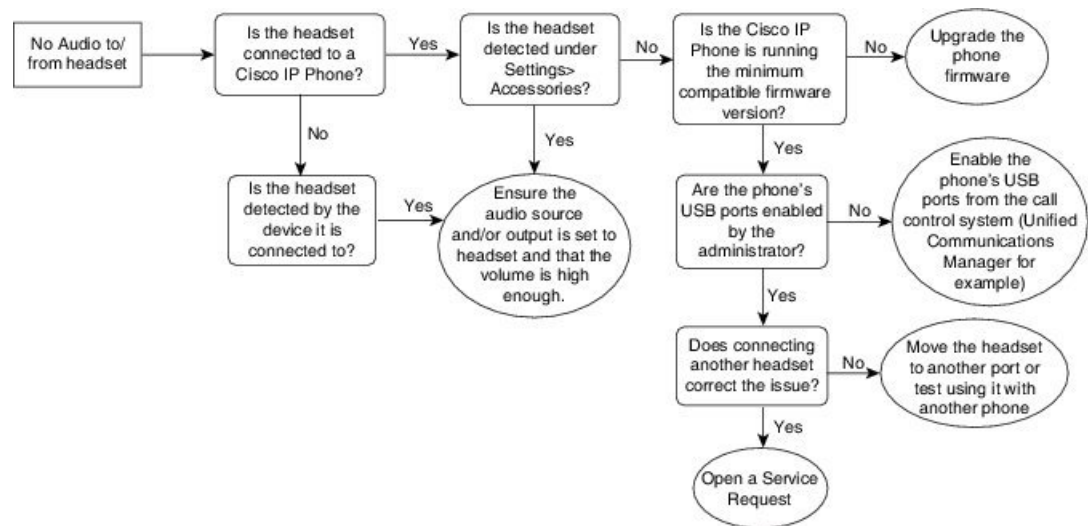 No Audio to/
from headset
Is the headset
connected to a
Cisco IP Phone?
Yes
Is the headset
detected under
Settings>
Accessories?
No
Is the Cisco IP
Phone is running
the minimum
compatible firmware
version?
No
Upgrade the
phone
firmware
No
Yes
Yes
Is the headset
detected by the
device it is
connected to?
Yes
Ensure the
audio source
and/or output is set to
headset and that the
volume is high
enough.
Are the phone's
USB ports enabled
by the
administrator?
No
Enable the
phone's USB
ports from the call
control system (Unified
Communications
Manager for
example)
Yes
Does connecting
another headset
correct the issue?
No
Move the headset
to another port or
test using it with
another phone
Yes
Open a Service
Request